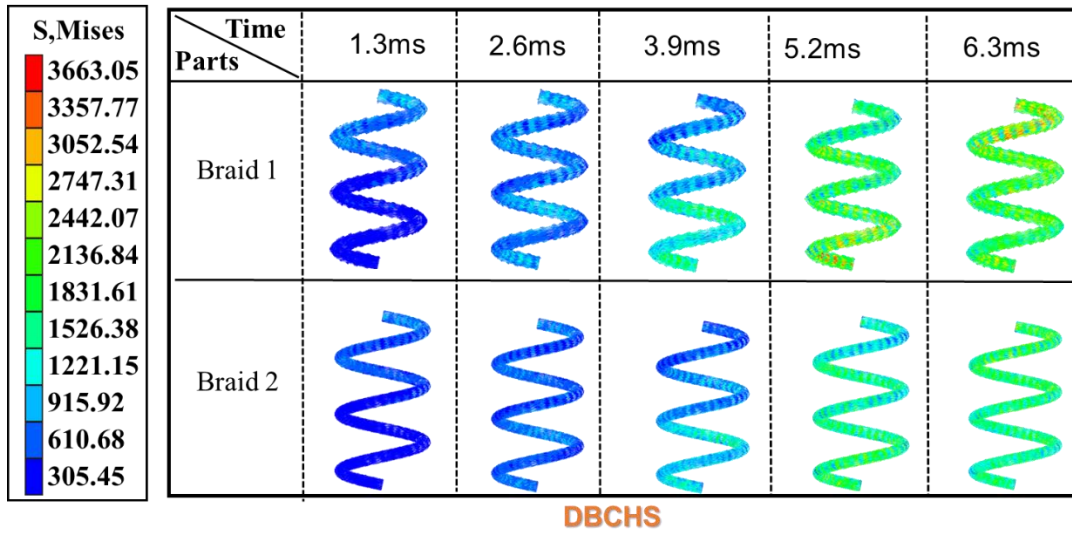 S,Mises
3663.05
3357.77
3052.54
2747.31
2442.07
2136.84
1831.61
1526.38
1221.15
915.92
610.68
305.45
Time
Parts
1.3ms
2.6ms
3.9ms
5.2ms
6.3ms
Braid 1
Braid 2
DBCHS